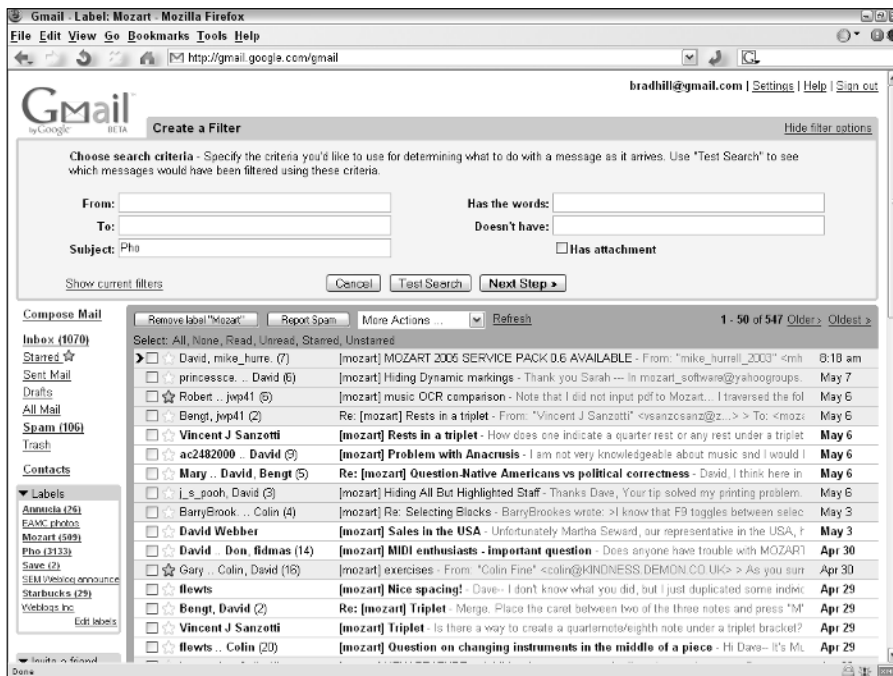 Gmail - Label: Mozart - Mozilla Firefox
File Edit View Go Bookmarks Tools Help
http://gmail.google.com/gmail
G
bradhill@gmail.com | Settings | Help | Sign out
Gmail
by Google BETA
Create a Filter
Hide filter options
Choose search criteria - Specify the criteria you'd like to use for determining what to do with a message as it arrives. Use "Test Search" to see
which messages would have been filtered using these criteria.
From:
Has the words:
To:
Doesn't have:
Subject: Pho
Has attachment
Show current filters
Cancel Test Search Next Step »
Compose Mail
Inbox (1070)
Starred
Sent Mail
Drafts
All Mail
Spam (106)
Trash
Contacts
Labels
Annucia (26)
EAMC photos
Mozart (509)
Pho (3133)
Save (2)
SEM Weblog announce
Starbucks (29)
Weblogs Inc
Edit labels
Invite a friend
Remove label "Mozart" Report Spam More Actions ... Refresh 1 - 50 of 547 Older › Oldest »
Select: All, None, Read, Unread, Starred, Unstarred
David, mike_hurre. (7) [mozart] MOZART 2005 SERVICE PACK 0.6 AVAILABLE - From: "mike_hurrell_2003" <mh 8:18 am
princessce. .. David (6) [mozart] Hiding Dynamic markings - Thank you Sarah --- In mozart_software@yahoogroups. May 7
Robert .. jwp41 (6) [mozart] music OCR comparison - Note that I did not input pdf to Mozart... I traversed the fol May 6
Bengt, jwp41 (2) Re: [mozart] Rests in a triplet - From: "Vincent J Sanzotti" <vsanzosanz@z...> > To: <moza May 6
Vincent J Sanzotti [mozart] Rests in a triplet - How does one indicate a quarter rest or any rest under a triplet May 6
ac2482000 .. David (9) [mozart] Problem with Anacrusis - I am not very knowledgeable about music snd I would l May 6
Mary .. David, Bengt (5) Re: [mozart] Question-Native Americans vs political correctness - David, I think here in May 6
j_s_pooh, David (3) [mozart] Hiding All But Highlighted Staff - Thanks Dave, Your tip solved my printing problem. May 6
BarryBrook. .. Colin (4) [mozart] Re: Selecting Blocks - BarryBrookes wrote: >I know that F9 toggles between selec May 3
David Webber [mozart] Sales in the USA - Unfortunately Martha Seward, our representative in the USA, h May 3
David .. Don, fidmas (14) [mozart] MIDI enthusiasts - important question - Does anyone have trouble with MOZART Apr 30
Gary .. Colin, David (16) [mozart] exercises - From: "Colin Fine" <colin@KINDNESS.DEMON.CO.UK> > As you surr Apr 30
flewts [mozart] Nice spacing! - Dave-- I don't know what you did, but I just duplicated some individ Apr 29
Bengt, David (2) Re: [mozart] Triplet - Merge. Place the caret between two of the three notes and press "M" Apr 29
Vincent J Sanzotti [mozart] Triplet - Is there a way to create a quarternote/eighth note under a triplet bracket? Apr 29
flewts .. Colin (20) [mozart] Question on changing instruments in the middle of a piece - Hi Dave-- It's Mu Apr 29
Done